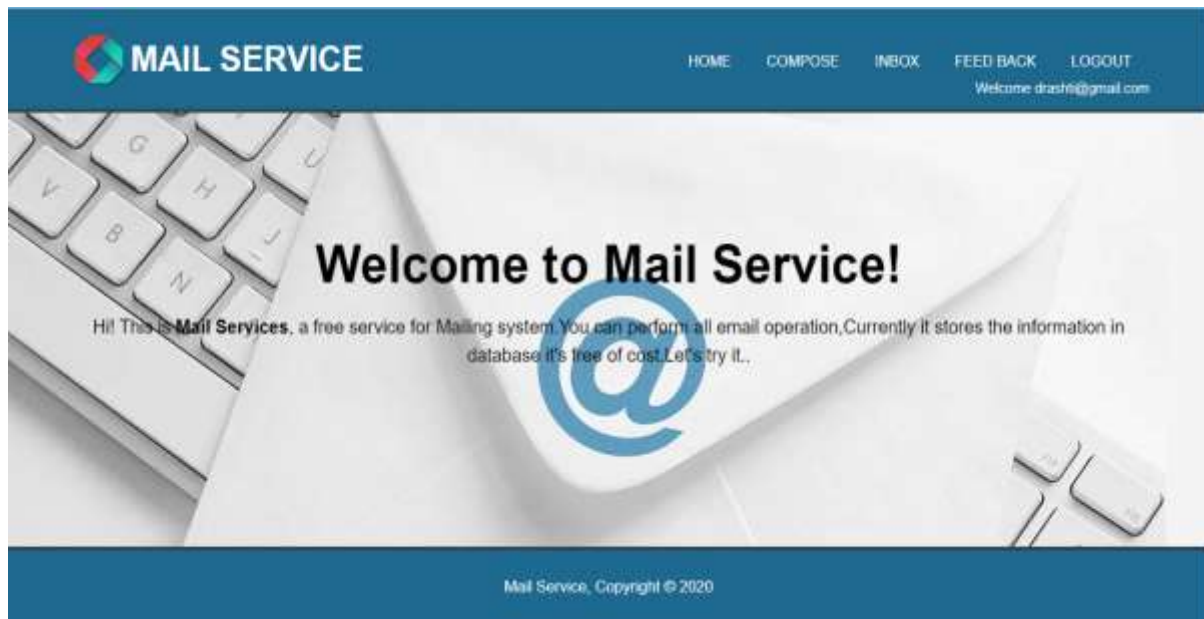 MAIL SERVICE
HOME COMPOSE INBOX FEED BACK LOGOUT
Welcome drashti@gmail.com
G
U
V
H
J
B
N
Welcome to Mail Service!
Hi! This is Mail Services, a free service for Mailing system.You can perform all email operation,Currently it stores the information in
database it's free of cost.Let's try it..
@
Mail Service, Copyright © 2020